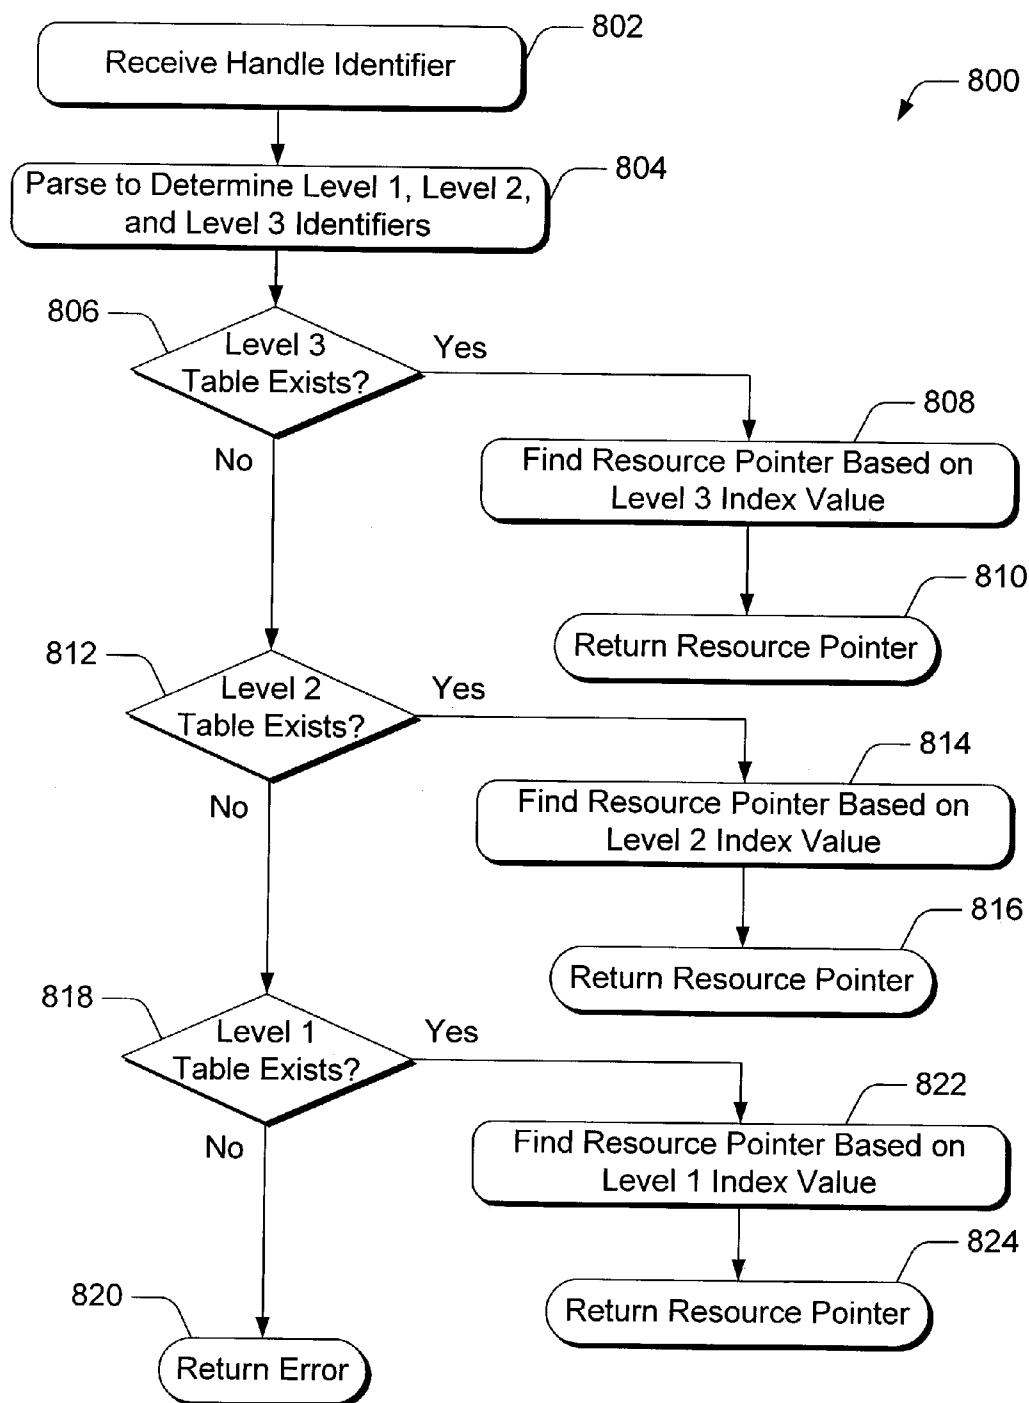 802
Receive Handle Identifier
800
804
Parse to Determine Level 1, Level 2,
and Level 3 Identifiers
806
Level 3
Table Exists?
Yes
No
808
Find Resource Pointer Based on
Level 3 Index Value
810
Return Resource Pointer
812
Level 2
Table Exists?
Yes
No
814
Find Resource Pointer Based on
Level 2 Index Value
816
Return Resource Pointer
818
Level 1
Table Exists?
Yes
No
822
Find Resource Pointer Based on
Level 1 Index Value
824
Return Resource Pointer
820
Return Error